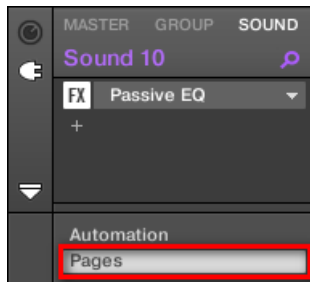 MASTER GROUP SOUND
Sound 10
FX Passive EQ
+
Automation
Pages